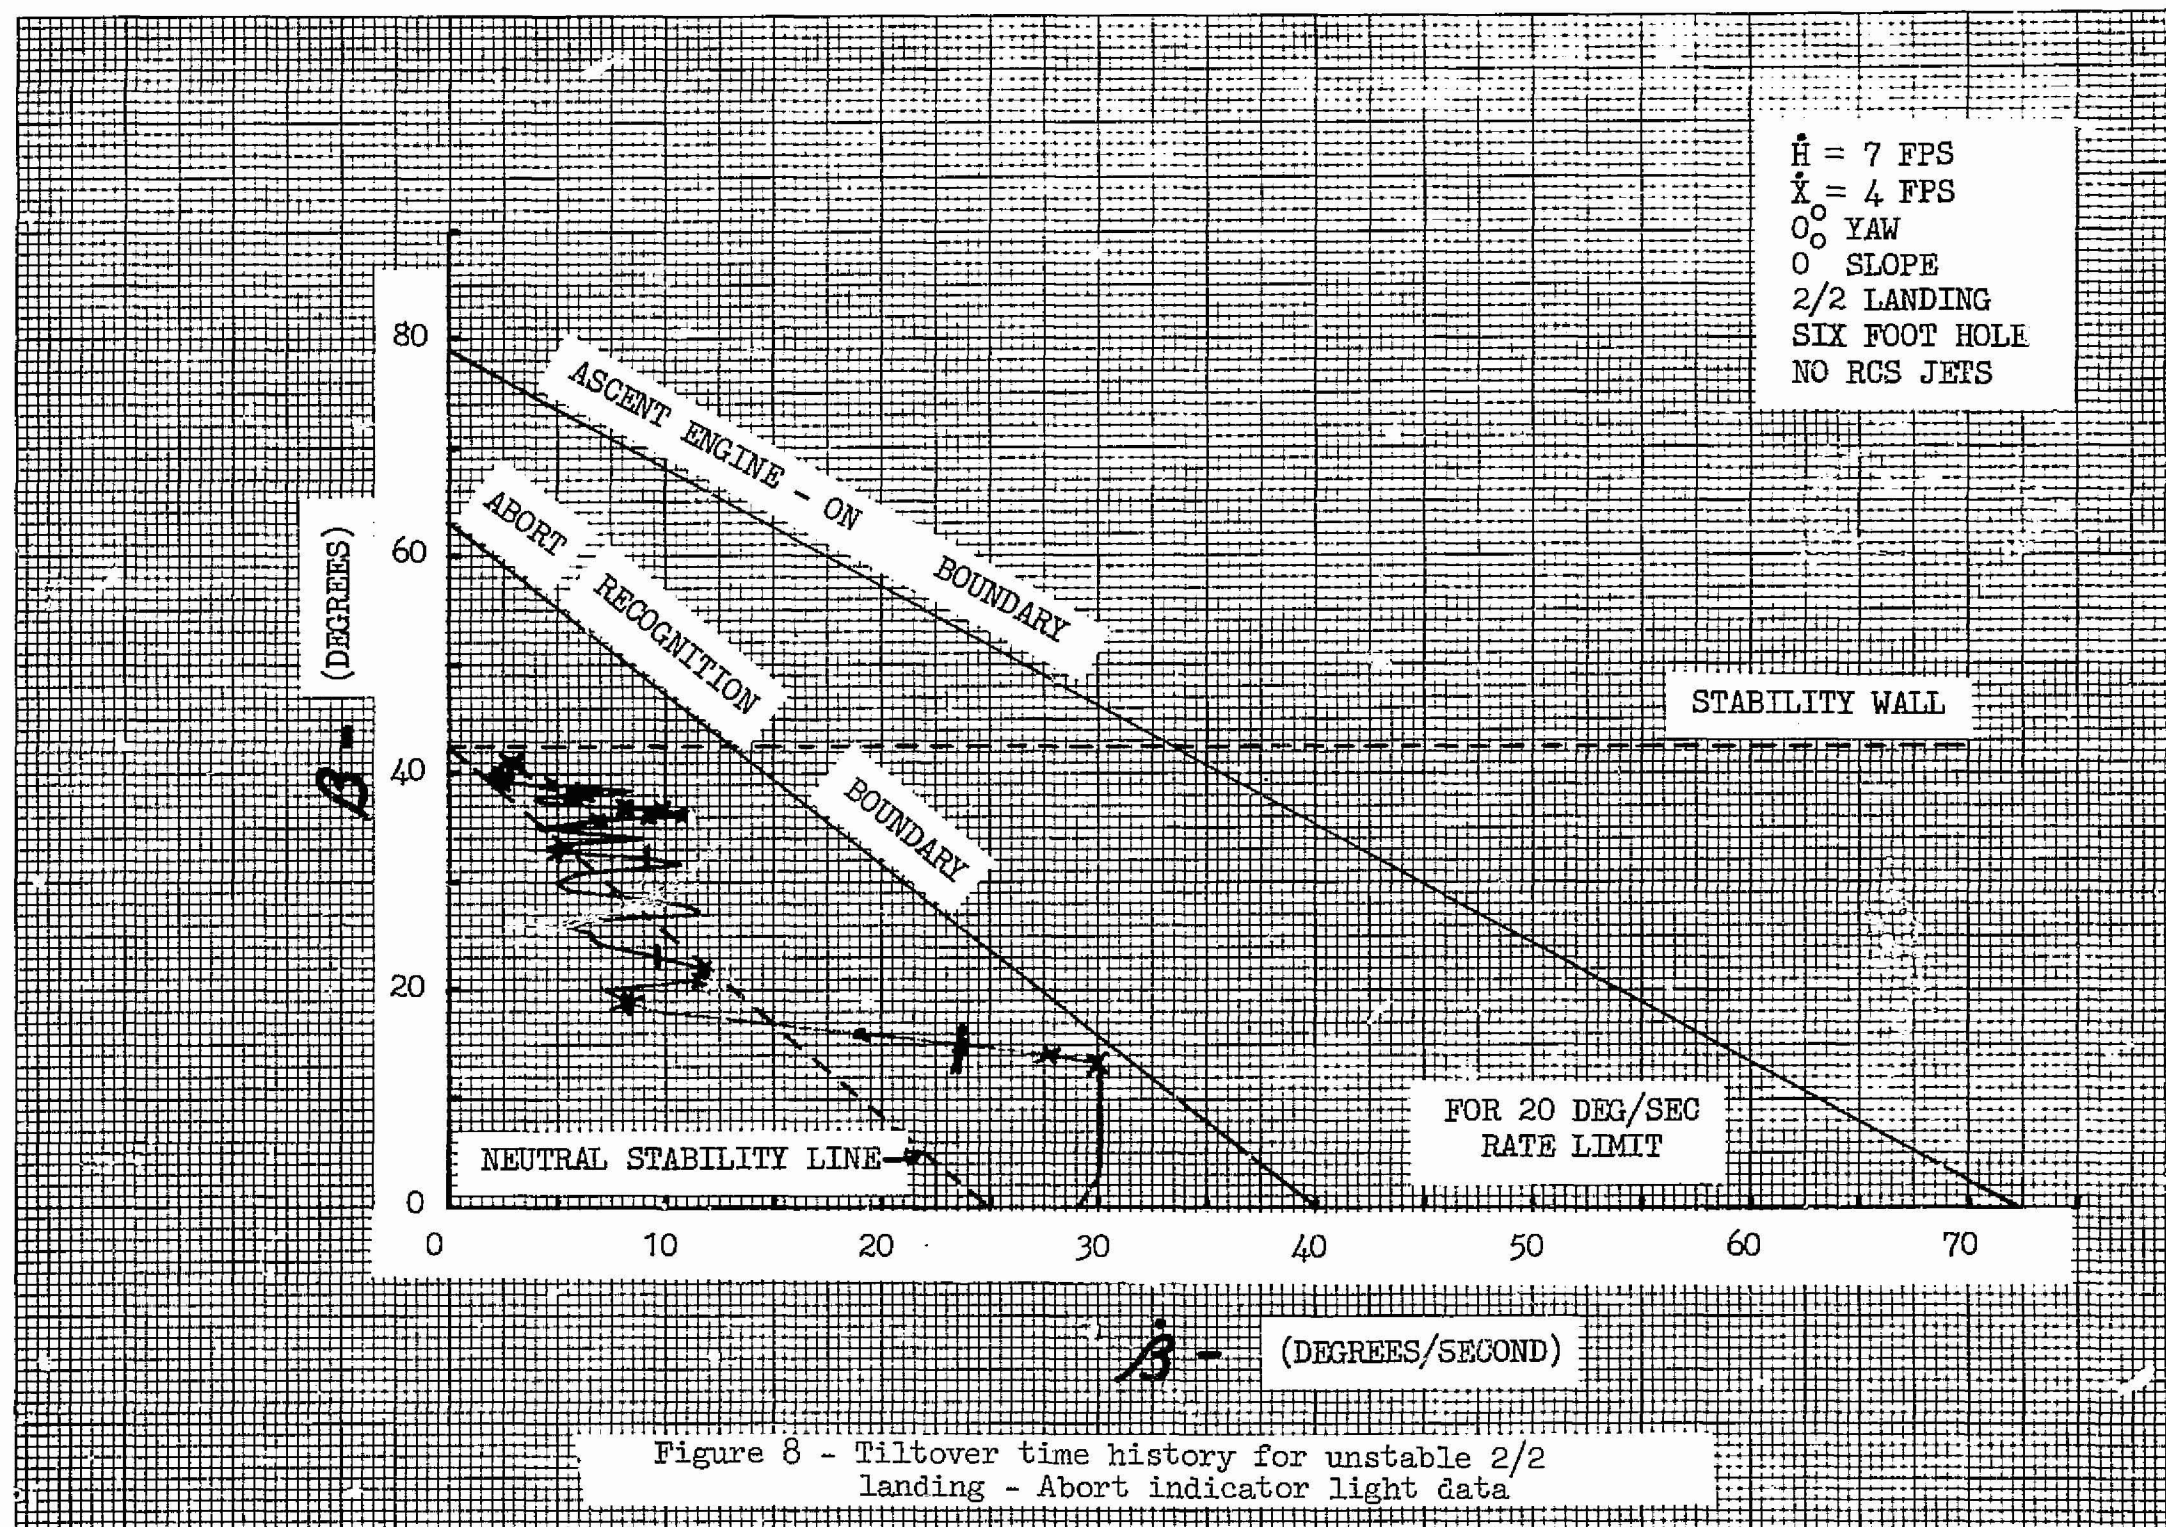 Ḣ = 7 FPS
Ẋ = 4 FPS
0° YAW
0° SLOPE
2/2 LANDING
SIX FOOT HOLE
NO RCS JETS
80
60
40
20
0
ASCENT ENGINE - ON BOUNDARY
ABORT RECOGNITION BOUNDARY
β - (DEGREES)
STABILITY WALL
NEUTRAL STABILITY LINE
FOR 20 DEG/SEC
RATE LIMIT
0 10 20 30 40 50 60 70
β̇ - (DEGREES/SECOND)
Figure 8 - Tiltover time history for unstable 2/2
landing - Abort indicator light data